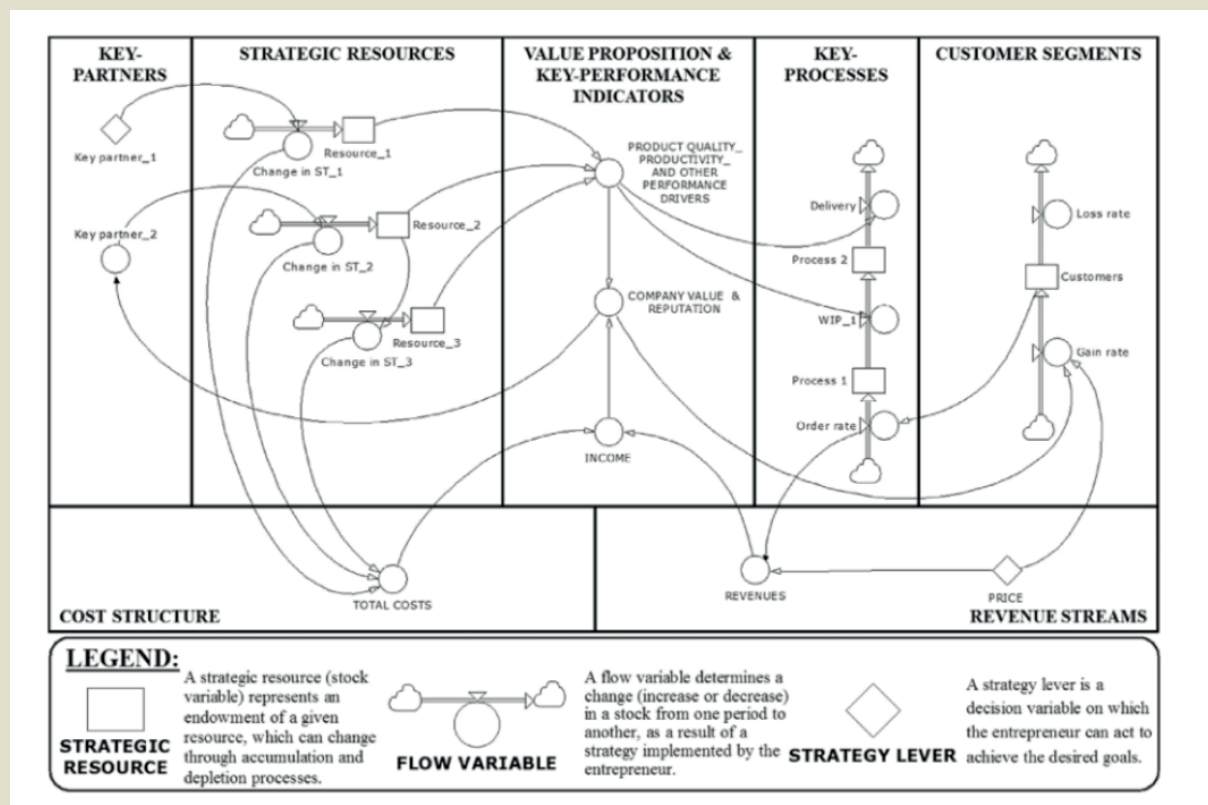 KEY-
PARTNERS
STRATEGIC RESOURCES
VALUE PROPOSITION &
KEY-PERFORMANCE
INDICATORS
KEY-
PROCESSES
CUSTOMER SEGMENTS
Key partner_1
Resource_1
Change in ST_1
Key partner_2
Resource_2
Change in ST_2
Resource_3
Change in ST_3
PRODUCT QUALITY_
PRODUCTIVITY_
AND OTHER
PERFORMANCE
DRIVERS
COMPANY VALUE &
REPUTATION
INCOME
Delivery
Process 2
WIP_1
Process 1
Order rate
Loss rate
Customers
Gain rate
TOTAL COSTS
COST STRUCTURE
REVENUES
PRICE
REVENUE STREAMS
LEGEND:
STRATEGIC
RESOURCE
A strategic resource (stock
variable) represents an
endowment of a given
resource, which can change
through accumulation and
depletion processes.
FLOW VARIABLE
A flow variable determines a
change (increase or decrease)
in a stock from one period to
another, as a result of a
strategy implemented by the
entrepreneur.
STRATEGY LEVER
A strategy lever is a
decision variable on which
the entrepreneur can act to
achieve the desired goals.